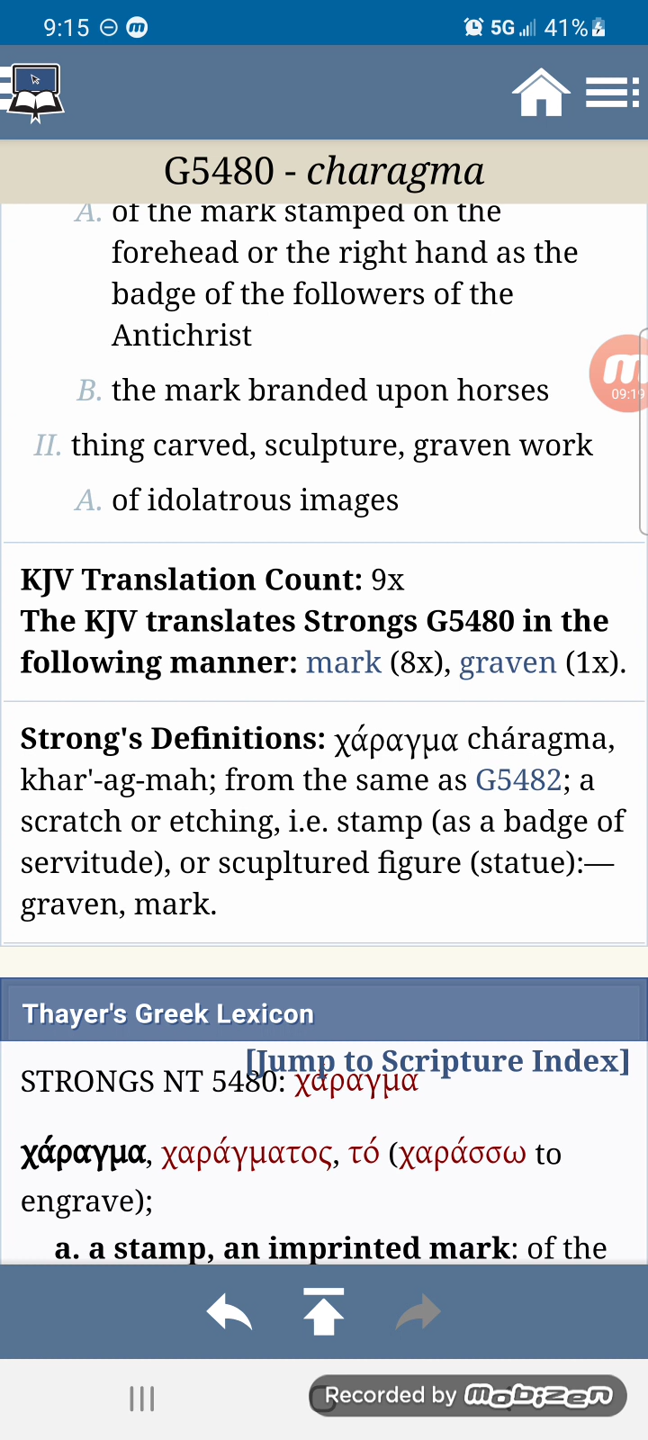 9:15 5G 41%
G5480 - charagma
A. of the mark stamped on the
forehead or the right hand as the
badge of the followers of the
Antichrist
09:19
B. the mark branded upon horses
II. thing carved, sculpture, graven work
A. of idolatrous images
KJV Translation Count: 9x
The KJV translates Strongs G5480 in the
following manner: mark (8x), graven (1x).
Strong's Definitions: χάραγμα cháragma,
khar'-ag-mah; from the same as G5482; a
scratch or etching, i.e. stamp (as a badge of
servitude), or scupltured figure (statue):—
graven, mark.
Thayer's Greek Lexicon
[Jump to Scripture Index]
STRONGS NT 5480: χάραγμα
χάραγμα, χαράγματος, τό (χαράσσω to
engrave);
a. a stamp, an imprinted mark: of the
Recorded by mobizen